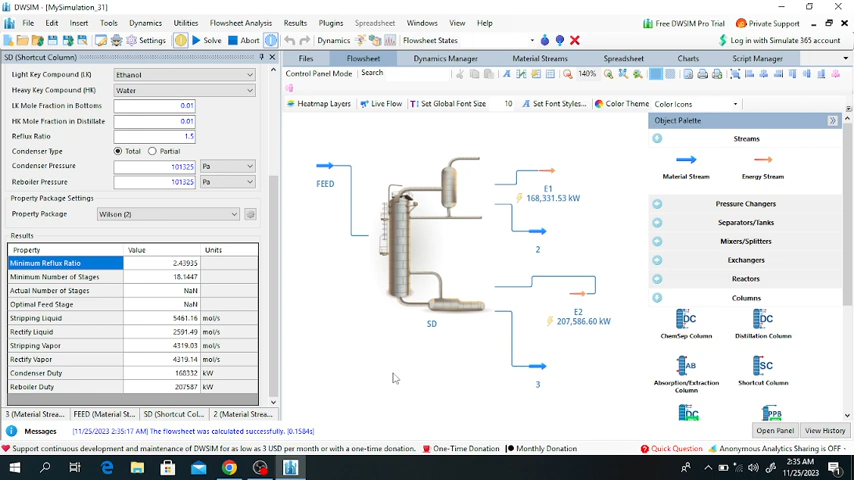 DWSIM - [MySimulation_34]
File Edit Insert Tools Dynamics Utilities Flowsheet Analysis Results Plugins Spreadsheet Windows View Help
Free DWSIM Pro Trial Private Support
Settings Solve Abort Dynamics Flowsheet States Log in with Simulate 365 account
SD (Shortcut Column)
Files Flowsheet Dynamics Manager Material Streams Spreadsheet Charts Script Manager
Control Panel Mode Search 140%
Heatmap Layers Live Flow Set Global Font Size 10 Set Font Styles... Color Theme Color Icons
Light Key Compound (LK) Ethanol
Heavy Key Compound (HK) Water
LK Mole Fraction in Bottoms 0.01
HK Mole Fraction in Distillate 0.01
Reflux Ratio 1.5
Condenser Type Total Partial
Condenser Pressure 101325 Pa
Reboiler Pressure 101325 Pa
Property Package Settings
Property Package Wilson (2)
Results
Property Value Units
Minimum Reflux Ratio 2.43935
Minimum Number of Stages 18.1447
Actual Number of Stages NaN
Optimal Feed Stage NaN
Stripping Liquid 5461.16 mol/s
Rectify Liquid 2591.49 mol/s
Stripping Vapor 4319.03 mol/s
Rectify Vapor 4319.14 mol/s
Condenser Duty 168332 kW
Reboiler Duty 207587 kW
FEED
E1
168,331.53 kW
2
E2
207,586.60 kW
SD
3
Object Palette
Streams
Material Stream Energy Stream
Pressure Changers
Separators/Tanks
Mixers/Splitters
Exchangers
Reactors
Columns
ChemSep Column Distillation Column
Absorption/Extraction Column Shortcut Column
DC PPB
3 (Material Strea... FEED (Material St... SD (Shortcut Col... 2 (Material Strea...
Open Panel View History
Messages [11/25/2023 2:35:17 AM] The flowsheet was calculated successfully. [0.1584s]
Support continuous development and maintenance of DWSIM for as low as 3 USD per month or with a one-time donation. One-Time Donation Monthly Donation Quick Question Anonymous Analytics Sharing is OFF
2:35 AM
11/25/2023